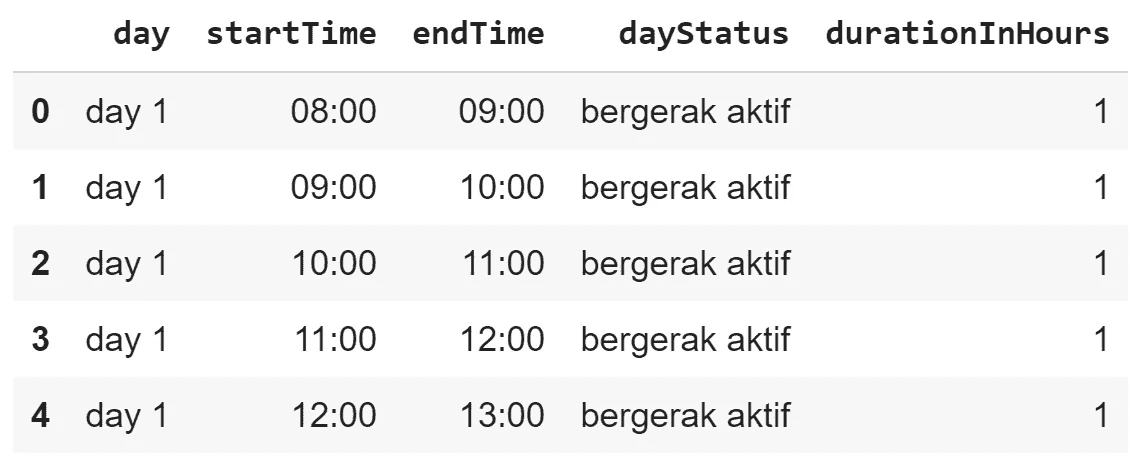 day startTime endTime dayStatus durationInHours
0 day 1 08:00 09:00 bergerak aktif 1
1 day 1 09:00 10:00 bergerak aktif 1
2 day 1 10:00 11:00 bergerak aktif 1
3 day 1 11:00 12:00 bergerak aktif 1
4 day 1 12:00 13:00 bergerak aktif 1